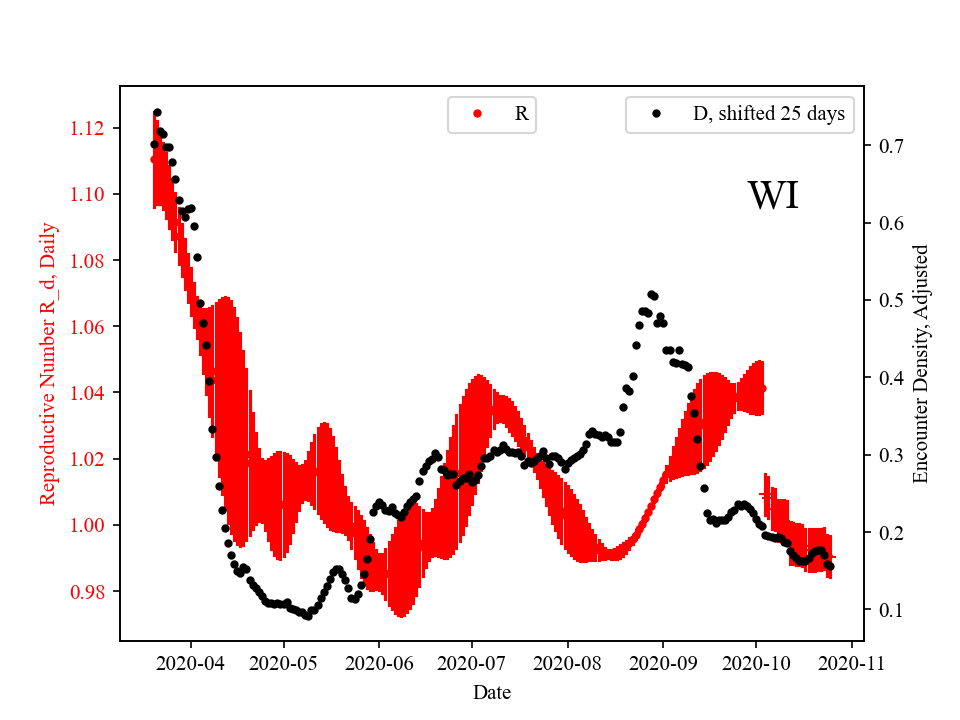 R
D, shifted 25 days
WI
Reproductive Number R_d, Daily
1.12
1.10
1.08
1.06
1.04
1.02
1.00
0.98
0.7
0.6
0.5
0.4
0.3
0.2
0.1
Encounter Density, Adjusted
2020-04 2020-05 2020-06 2020-07 2020-08 2020-09 2020-10 2020-11
Date